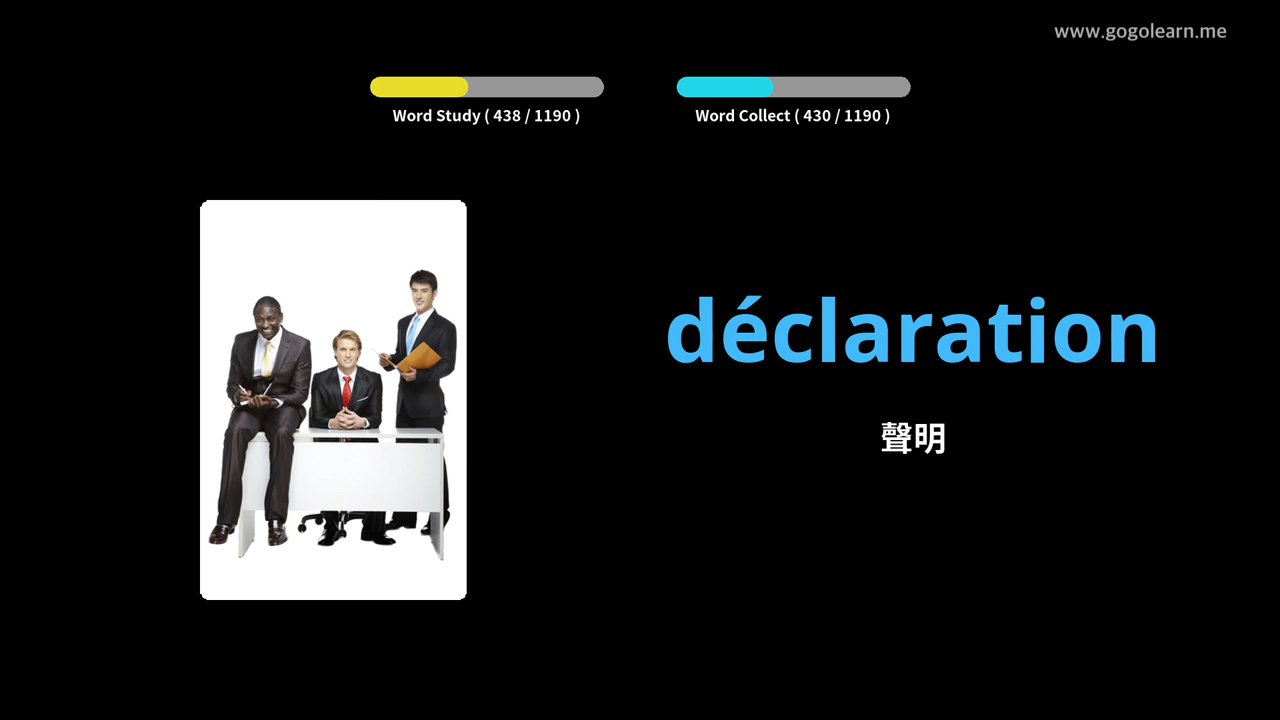 www.gogolearn.me
Word Study ( 438 / 1190 )
Word Collect ( 430 / 1190 )
déclaration
聲明